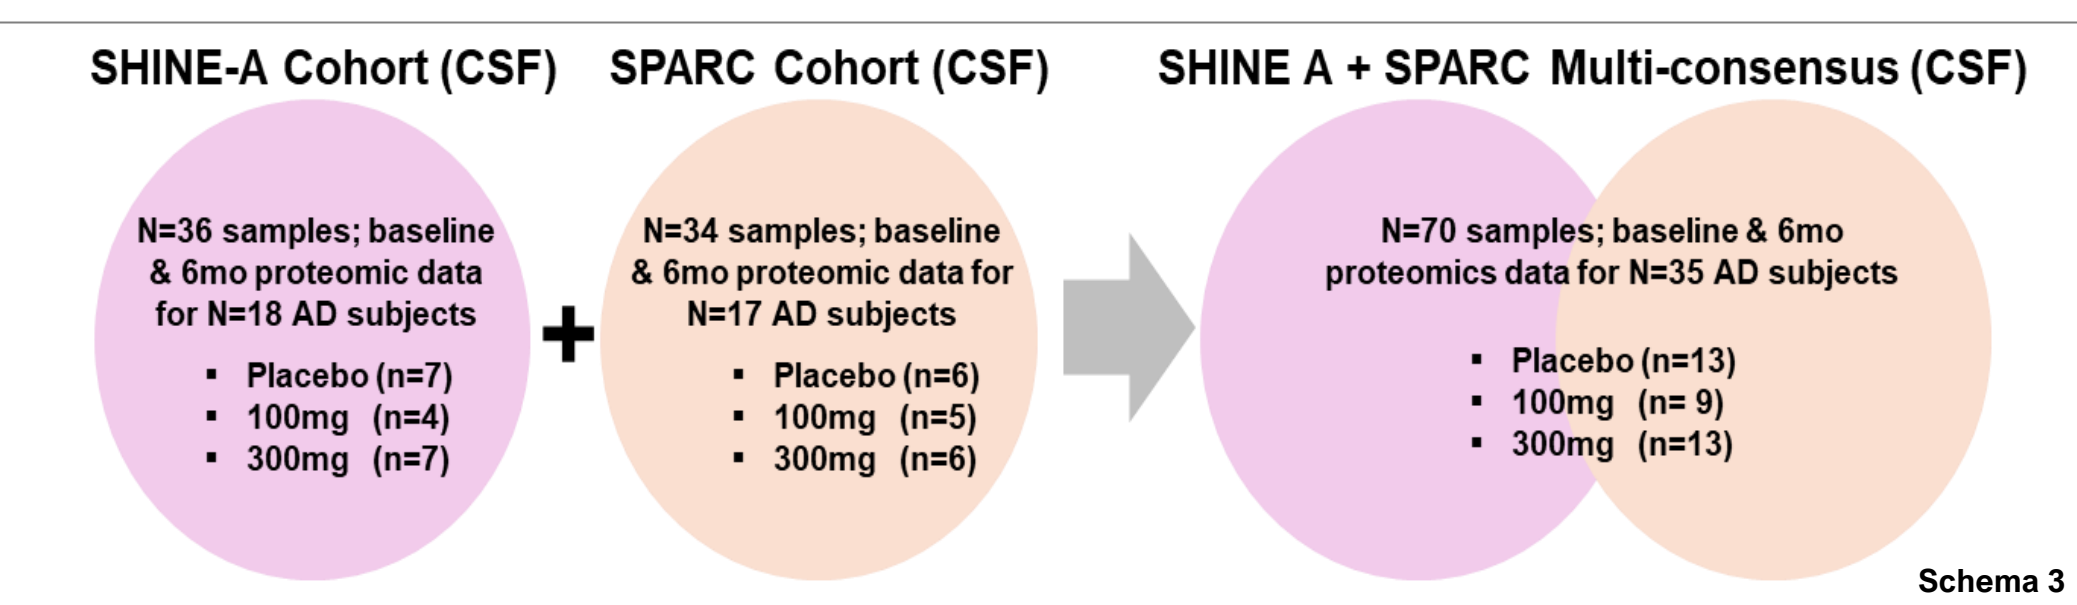 SHINE-A Cohort (CSF)
N=36 samples; baseline
& 6mo proteomic data
for N=18 AD subjects
▪ Placebo (n=7)
▪ 100mg (n=4)
▪ 300mg (n=7)
+
SPARC Cohort (CSF)
N=34 samples; baseline
& 6mo proteomic data for
N=17 AD subjects
▪ Placebo (n=6)
▪ 100mg (n=5)
▪ 300mg (n=6)
SHINE A + SPARC Multi-consensus (CSF)
N=70 samples; baseline & 6mo
proteomics data for N=35 AD subjects
▪ Placebo (n=13)
▪ 100mg (n= 9)
▪ 300mg (n=13)
Schema 3